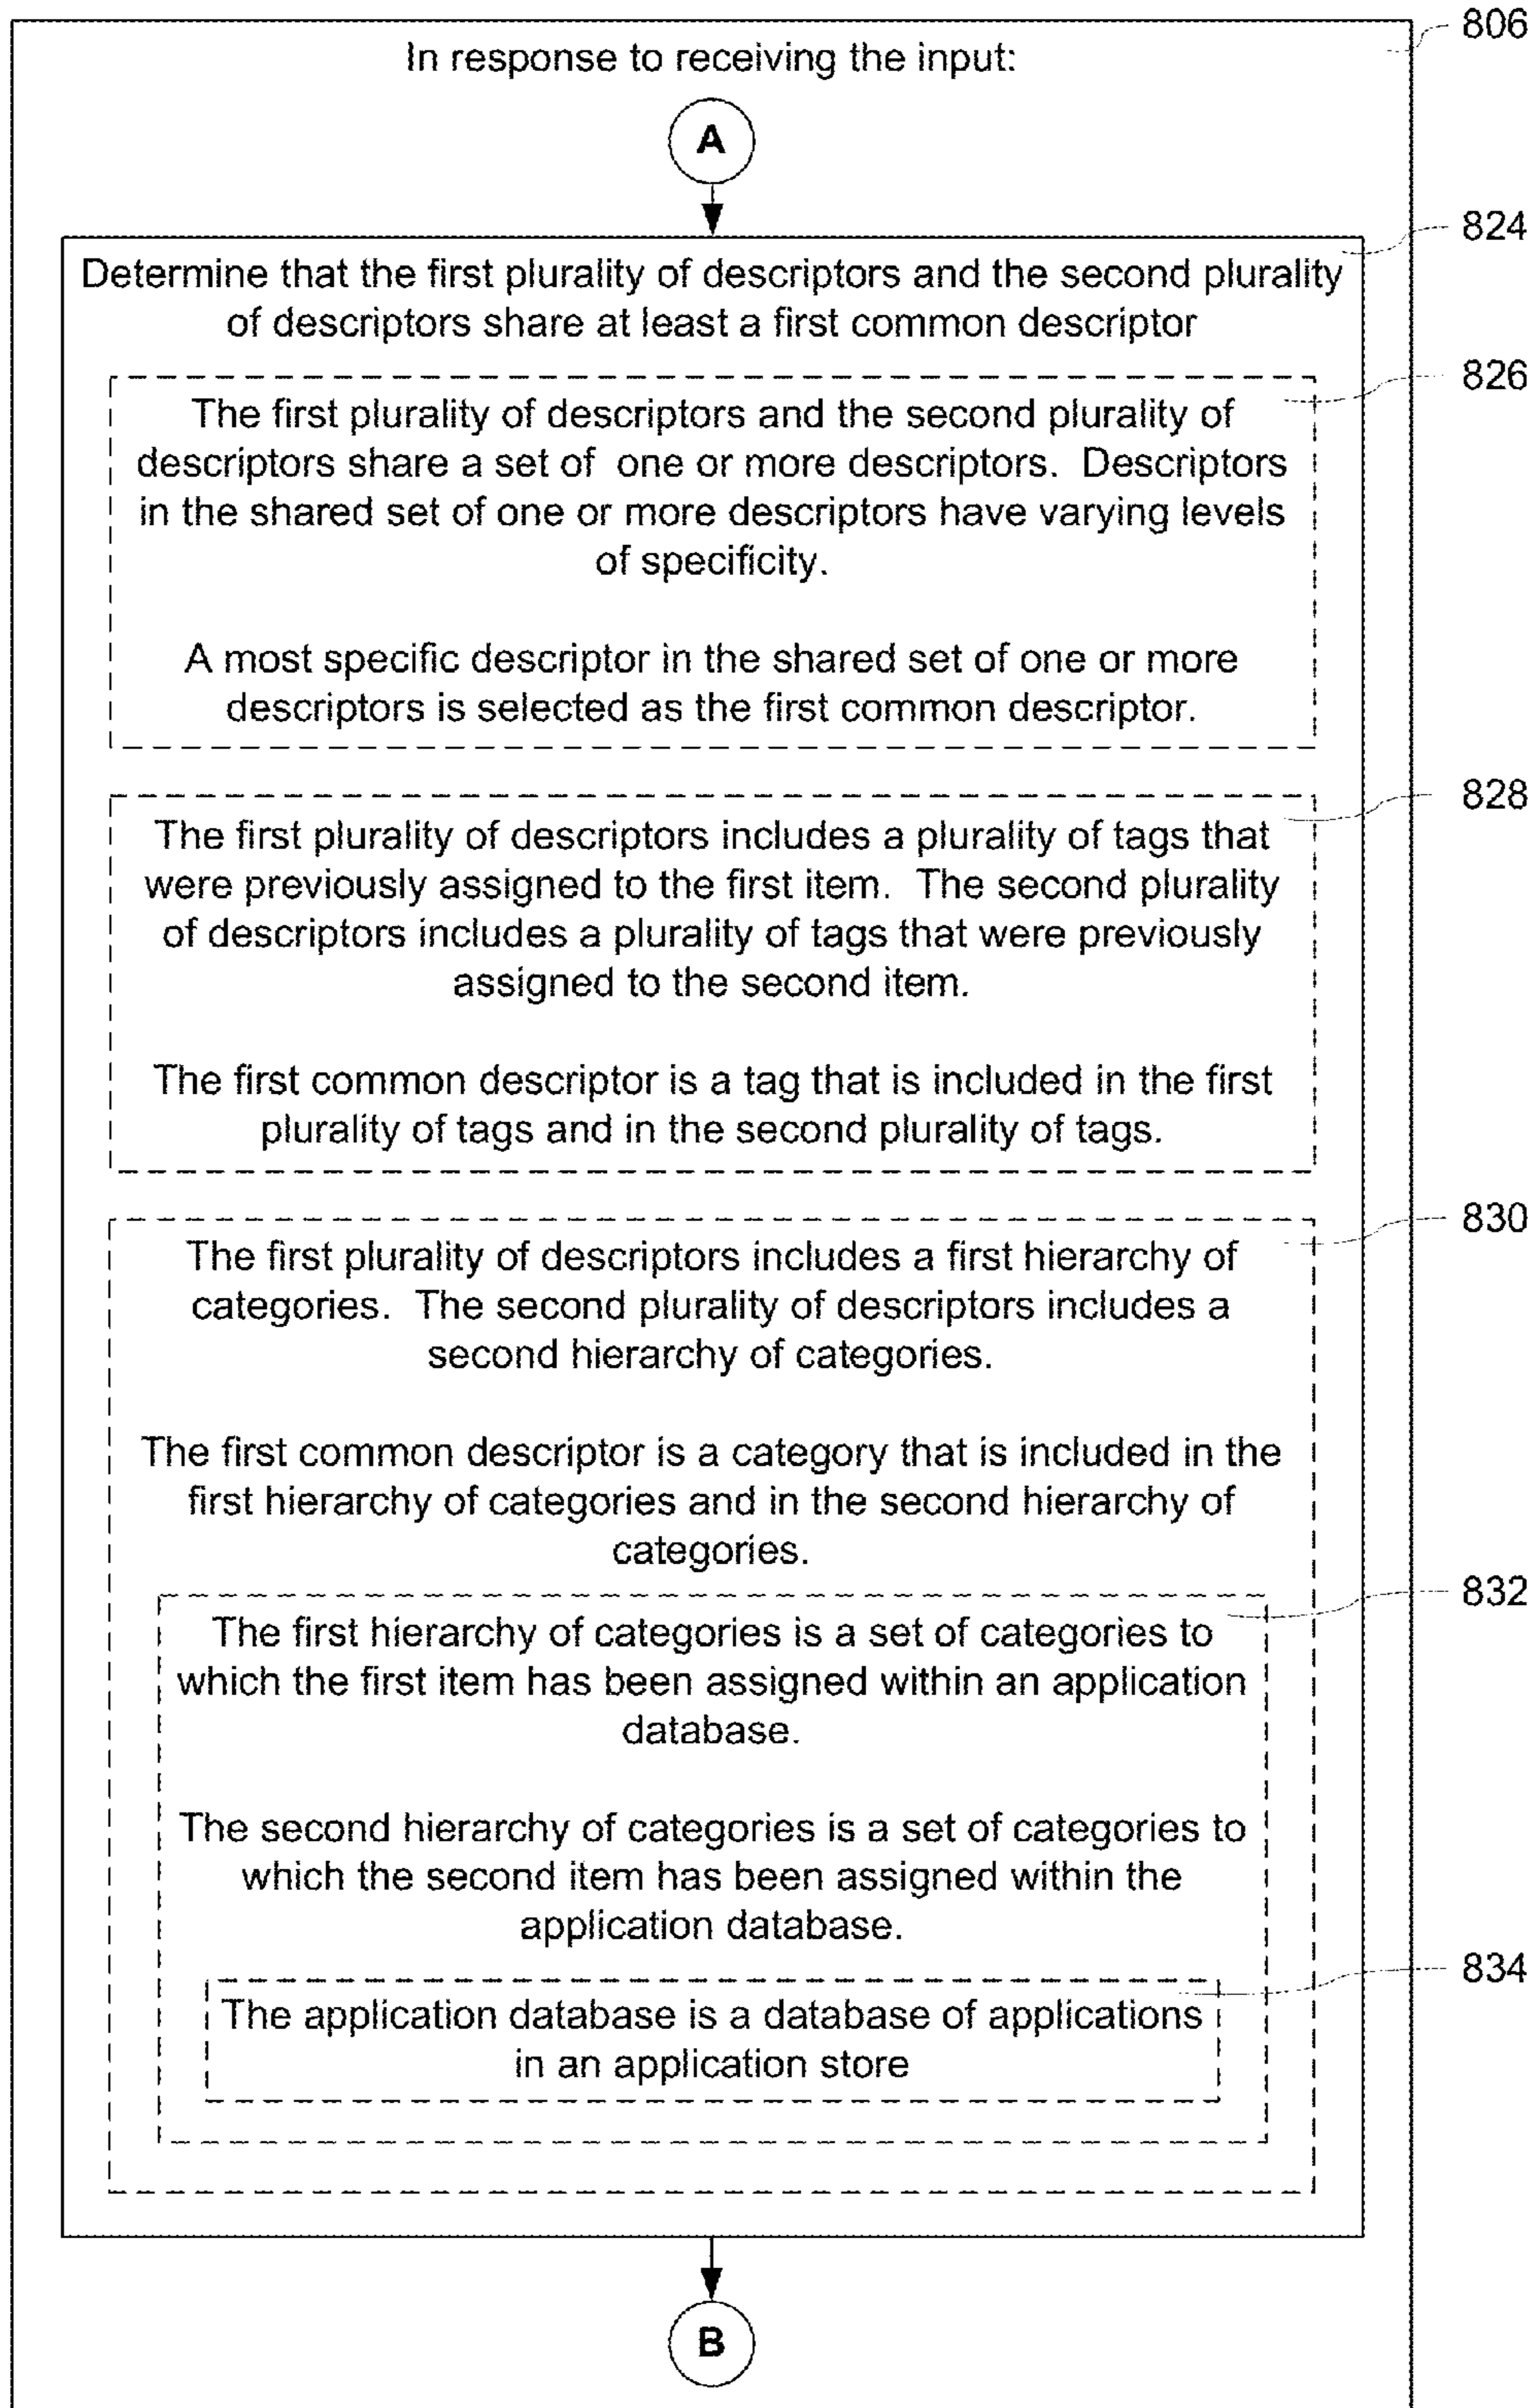 806
In response to receiving the input:
A
824
Determine that the first plurality of descriptors and the second plurality
of descriptors share at least a first common descriptor
826
The first plurality of descriptors and the second plurality of
descriptors share a set of one or more descriptors. Descriptors
in the shared set of one or more descriptors have varying levels
of specificity.
A most specific descriptor in the shared set of one or more
descriptors is selected as the first common descriptor.
828
The first plurality of descriptors includes a plurality of tags that
were previously assigned to the first item. The second plurality
of descriptors includes a plurality of tags that were previously
assigned to the second item.
The first common descriptor is a tag that is included in the first
plurality of tags and in the second plurality of tags.
830
The first plurality of descriptors includes a first hierarchy of
categories. The second plurality of descriptors includes a
second hierarchy of categories.
The first common descriptor is a category that is included in the
first hierarchy of categories and in the second hierarchy of
categories.
832
The first hierarchy of categories is a set of categories to
which the first item has been assigned within an application
database.
The second hierarchy of categories is a set of categories to
which the second item has been assigned within the
application database.
834
The application database is a database of applications
in an application store
B